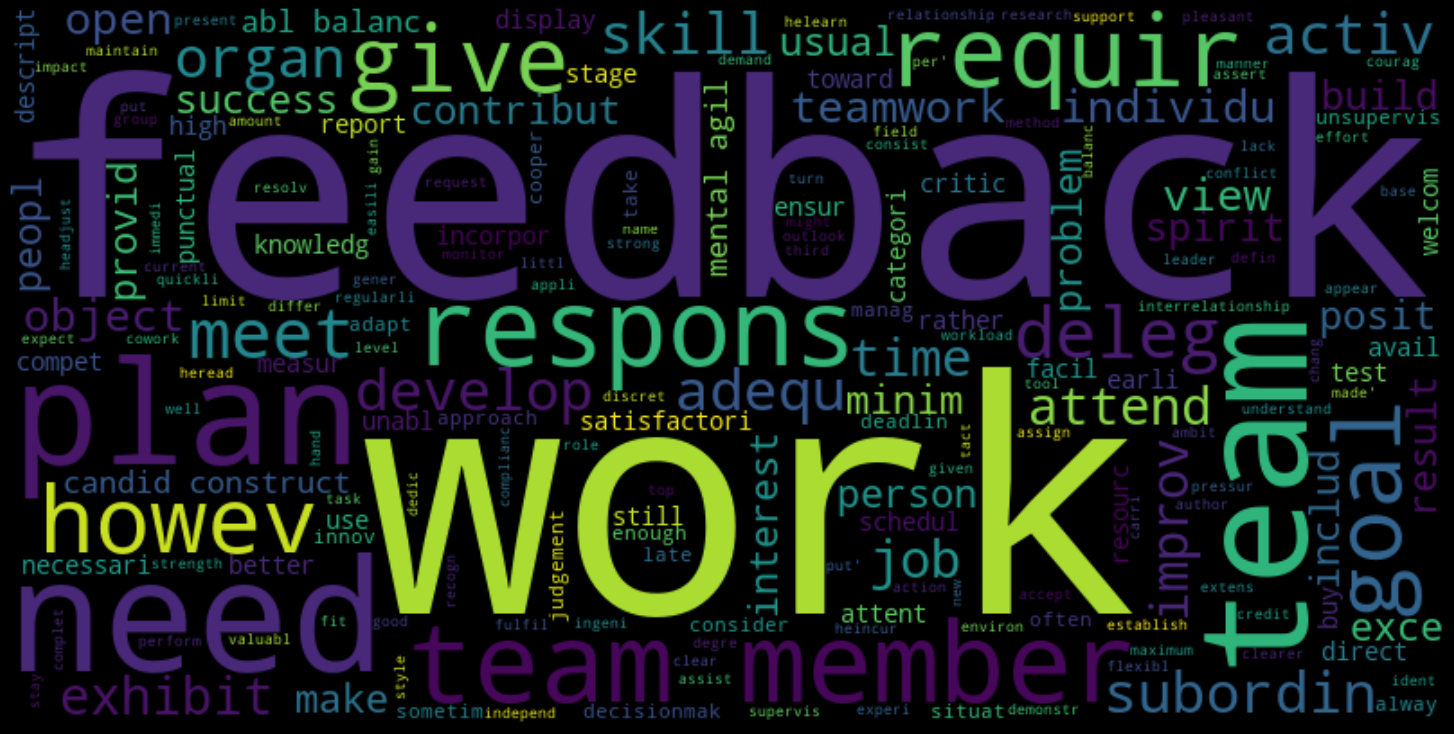 descript
open
present
abl balanc
display
skill
helearn
relationship
research
support
pleasant
activ
maintain
impact
organ
give
stage
demand
usual
requir
per'
manner
assert
courag
success
contribut
toward
teamwork
method
individu
build
unsupervis
effort
put
group
high
amount
report
feedback
peopl
headjust
provid
immedi
punctual
resolv
easili
gain
request
cooper
take
mental agil
turn
ensur
field
consist
critic
categori
problem
balanc
lack
conflict
view
base
welcom
knowledg
incorpor
monitor
name
strong
might
outlook
third
spirit
leader
defin
current
quickli
gener
littl
appli
appear
object
limit
differ
regularli
respons
manag
rather
interrelationship
posit
expect
cowork
meet
adapt
level
workload
deleg
team
avail
compet
heread
measur
time
facil
earli
chang
test
made'
result
plan
well
develop
discret
adequ
minim
tool
attend
understand
unabl
approach
satisfactori
deadlin
tact
assign
ambit
goal
hand
work
role
candid construct
dedic
complianc
top
interest
given
person
schedul
resourc
carri
improv
pressur
author
buyinclud
howev
task
use
innov
still
enough
late
judgement
put'
job
action
new
necessari
strength
better
recogn
accept
extens
credit
need
complet
perform
valuabl
fit
good
fulfil
ingeni
consider
attent
heincur
environ
often
establish
clearer
exce
direct
team member
degre
clear
assist
maximum
flexibl
stay
exhibit
make
style
sometim
independ
decisionmak
supervis
experi
situat
demonstr
subordin
ident
alway